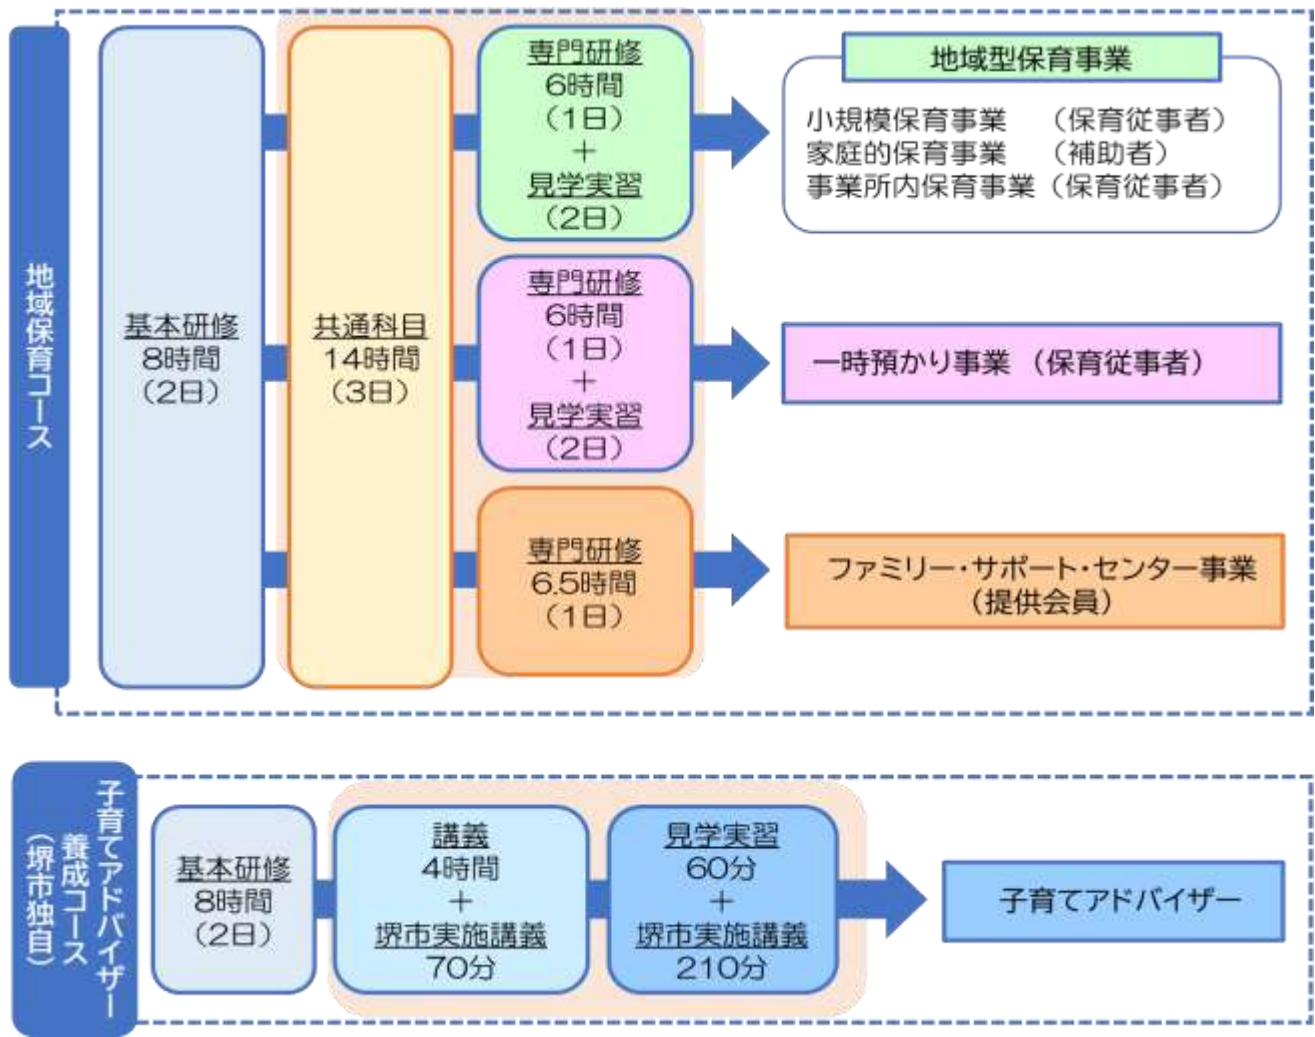 地域保育コース
基本研修
8時間
(2日)
共通科目
14時間
(3日)
専門研修
6時間
(1日)
+
見学実習
(2日)
地域型保育事業
小規模保育事業 (保育従事者)
家庭的保育事業 (補助者)
事業所内保育事業(保育従事者)
専門研修
6時間
(1日)
+
見学実習
(2日)
一時預かり事業 (保育従事者)
専門研修
6.5時間
(1日)
ファミリー・サポート・センター事業
(提供会員)
子育てアドバイザー
養成コース
(堺市独自)
基本研修
8時間
(2日)
講義
4時間
+
堺市実施講義
70分
見学実習
60分
+
堺市実施講義
210分
子育てアドバイザー